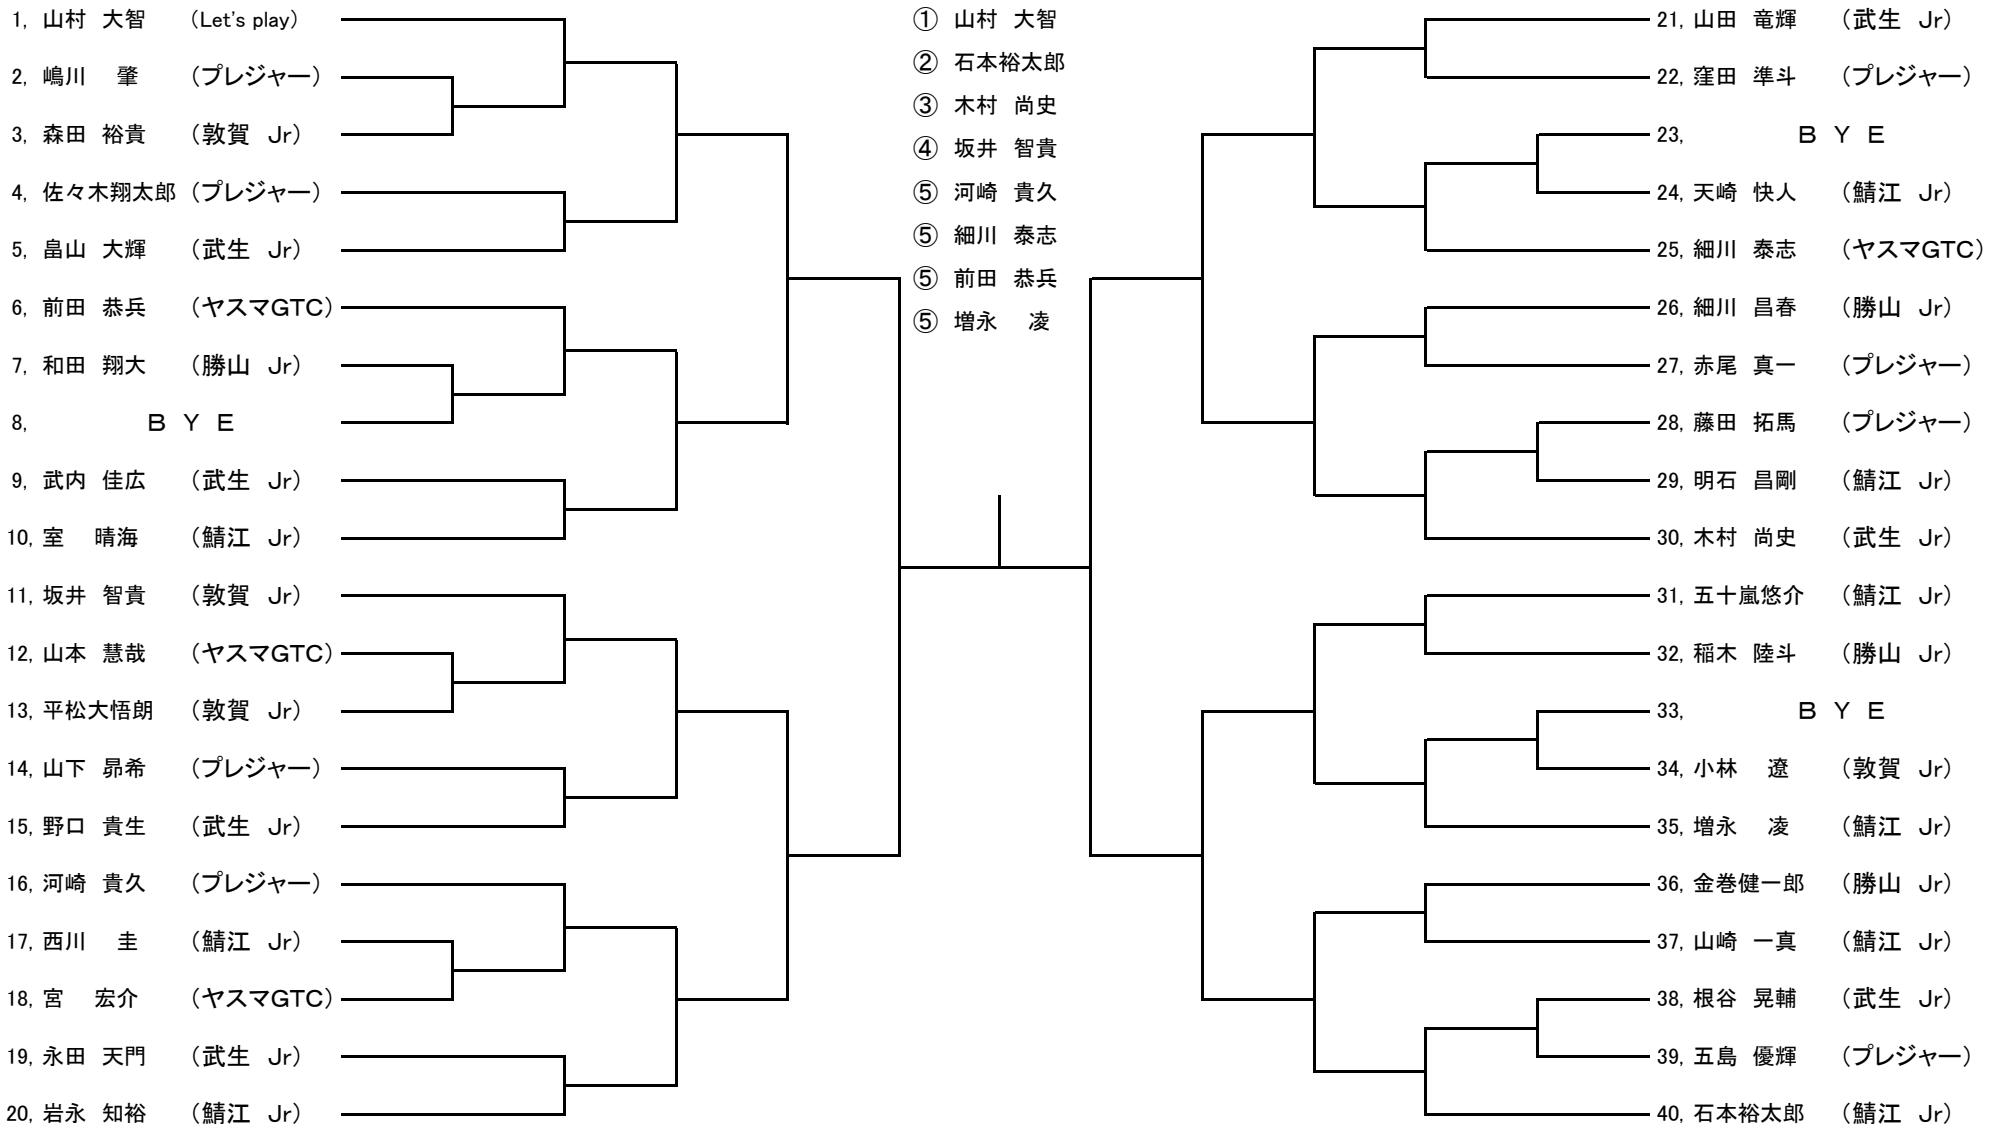 1, 山村 大智 (Let's play)
2, 嶋川 肇 (プレジャー)
3, 森田 裕貴 (敦賀 Jr)
4, 佐々木翔太郎 (プレジャー)
5, 畠山 大輝 (武生 Jr)
6, 前田 恭兵 (ヤスマGTC)
7, 和田 翔大 (勝山 Jr)
8, B Y E
9, 武内 佳広 (武生 Jr)
10, 室 晴海 (鯖江 Jr)
11, 坂井 智貴 (敦賀 Jr)
12, 山本 慧哉 (ヤスマGTC)
13, 平松大悟朗 (敦賀 Jr)
14, 山下 昴希 (プレジャー)
15, 野口 貴生 (武生 Jr)
16, 河崎 貴久 (プレジャー)
17, 西川 圭 (鯖江 Jr)
18, 宮 宏介 (ヤスマGTC)
19, 永田 天門 (武生 Jr)
20, 岩永 知裕 (鯖江 Jr)
① 山村 大智
② 石本裕太郎
③ 木村 尚史
④ 坂井 智貴
⑤ 河崎 貴久
⑤ 細川 泰志
⑤ 前田 恭兵
⑤ 増永 凌
21, 山田 竜輝 (武生 Jr)
22, 窪田 準斗 (プレジャー)
23, B Y E
24, 天崎 快人 (鯖江 Jr)
25, 細川 泰志 (ヤスマGTC)
26, 細川 昌春 (勝山 Jr)
27, 赤尾 真一 (プレジャー)
28, 藤田 拓馬 (プレジャー)
29, 明石 昌剛 (鯖江 Jr)
30, 木村 尚史 (武生 Jr)
31, 五十嵐悠介 (鯖江 Jr)
32, 稲木 陸斗 (勝山 Jr)
33, B Y E
34, 小林 遼 (敦賀 Jr)
35, 増永 凌 (鯖江 Jr)
36, 金巻健一郎 (勝山 Jr)
37, 山崎 一真 (鯖江 Jr)
38, 根谷 晃輔 (武生 Jr)
39, 五島 優輝 (プレジャー)
40, 石本裕太郎 (鯖江 Jr)